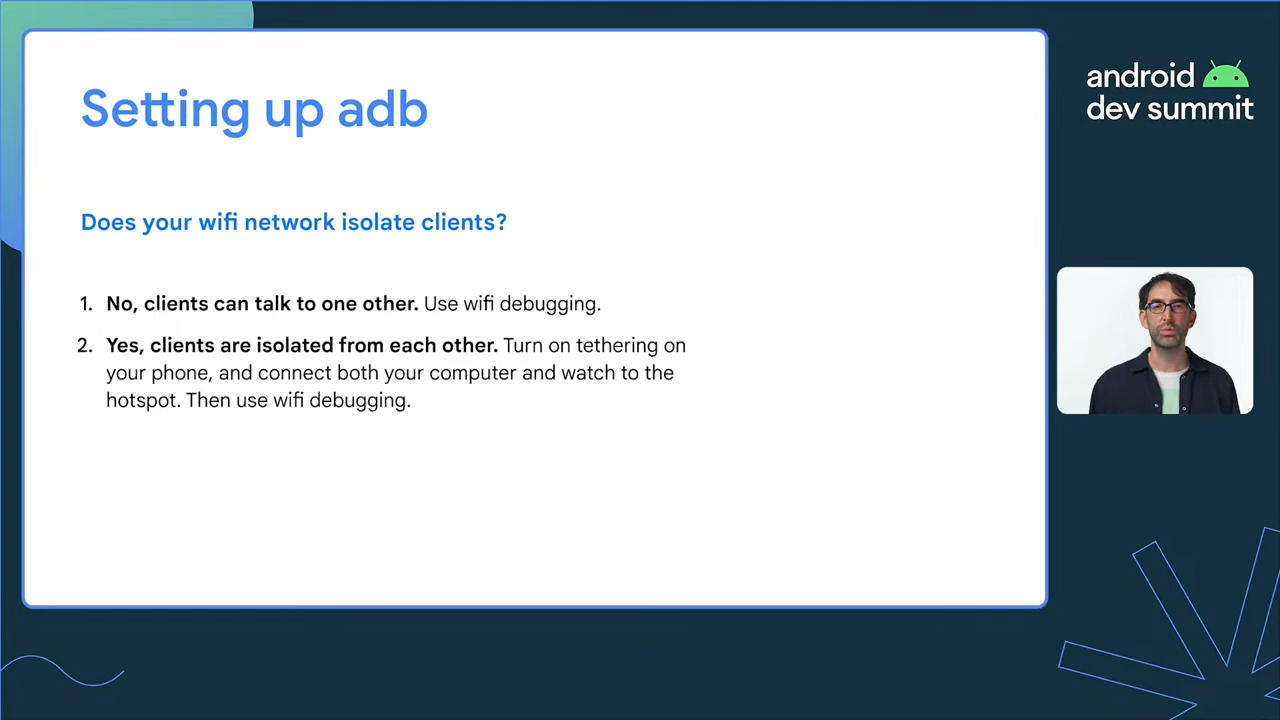 Setting up adb
Does your wifi network isolate clients?
1. No, clients can talk to one other. Use wifi debugging.
2. Yes, clients are isolated from each other. Turn on tethering on
your phone, and connect both your computer and watch to the
hotspot. Then use wifi debugging.
android
dev summit